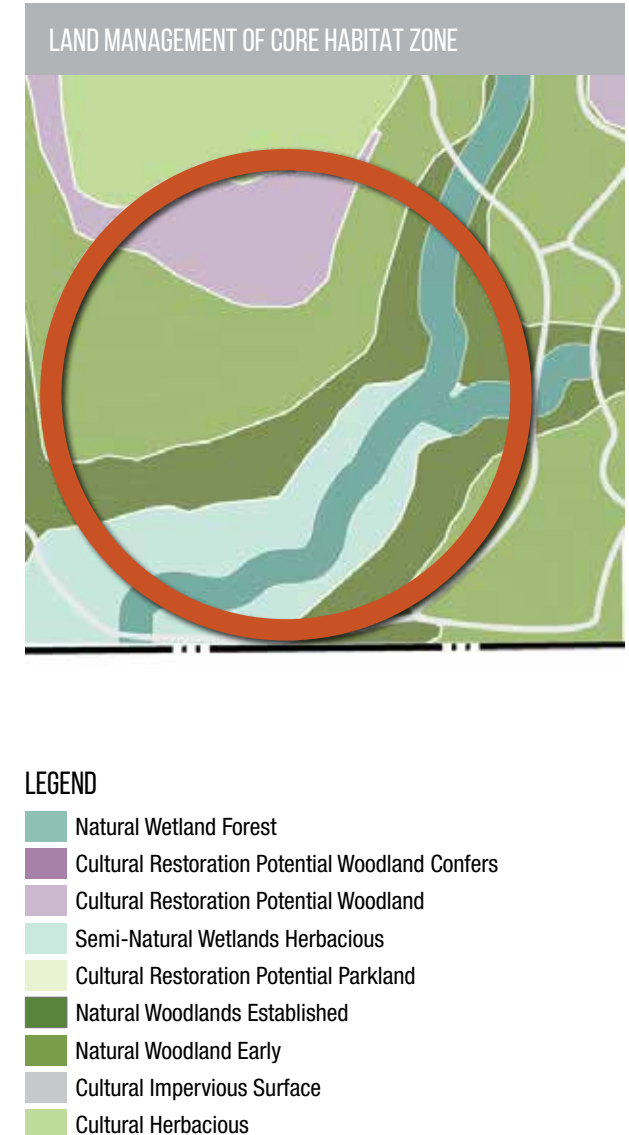 LAND MANAGEMENT OF CORE HABITAT ZONE
LEGEND
Natural Wetland Forest
Cultural Restoration Potential Woodland Confers
Cultural Restoration Potential Woodland
Semi-Natural Wetlands Herbacious
Cultural Restoration Potential Parkland
Natural Woodlands Established
Natural Woodland Early
Cultural Impervious Surface
Cultural Herbacious